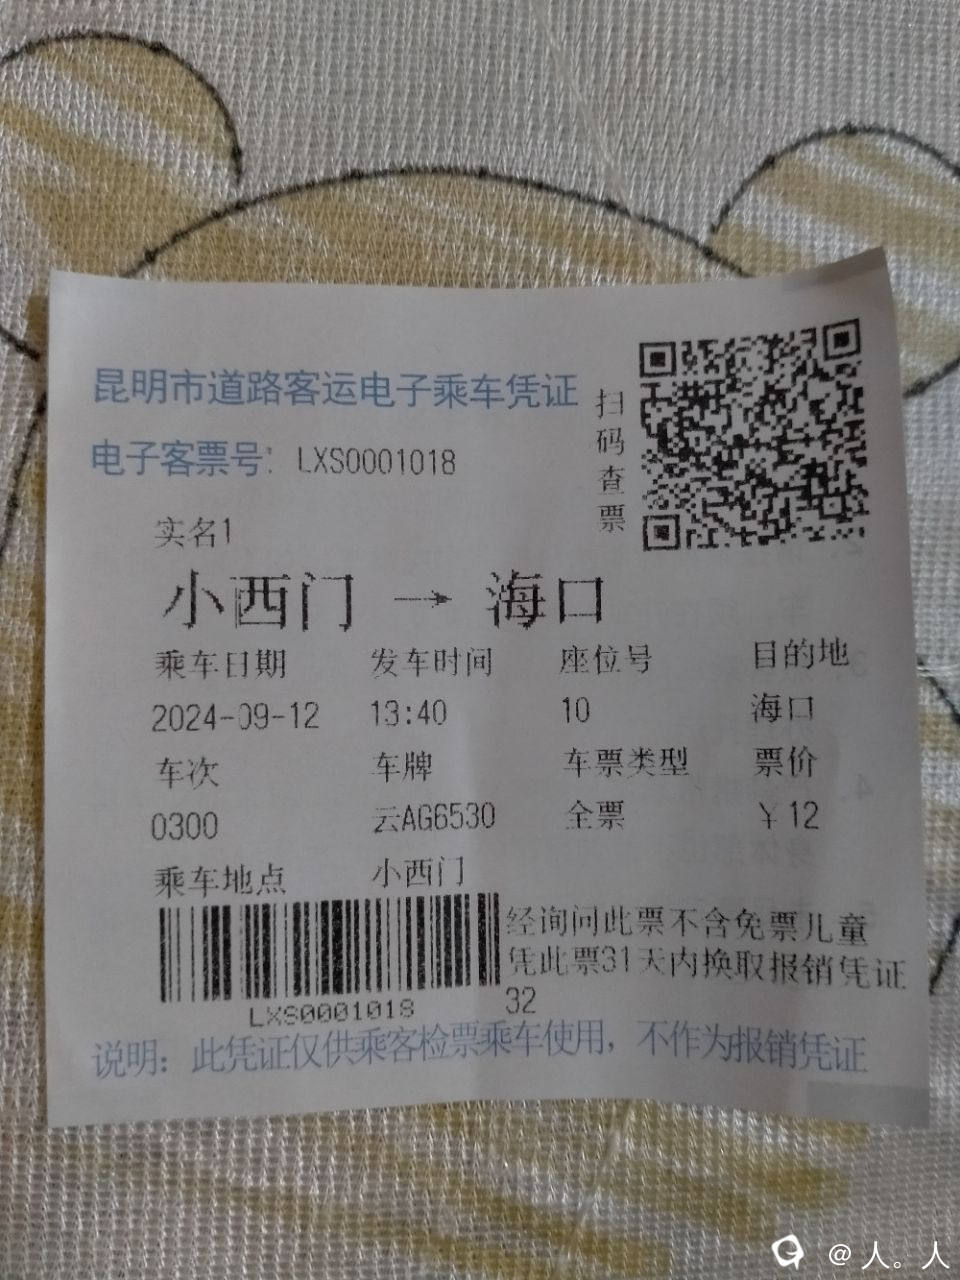 昆明市道路客运电子乘车凭证
扫码查票
电子客票号: LXS0001018
实名1
小西门 → 海口
乘车日期 发车时间 座位号 目的地
2024-09-12 13:40 10 海口
车次 车牌 车票类型 票价
0300 云AG6530 全票 ￥12
乘车地点 小西门
经询问此票不含免票儿童
凭此票31天内换取报销凭证
32
LXS0001018
说明：此凭证仅供乘客检票乘车使用，不作为报销凭证
@人。人